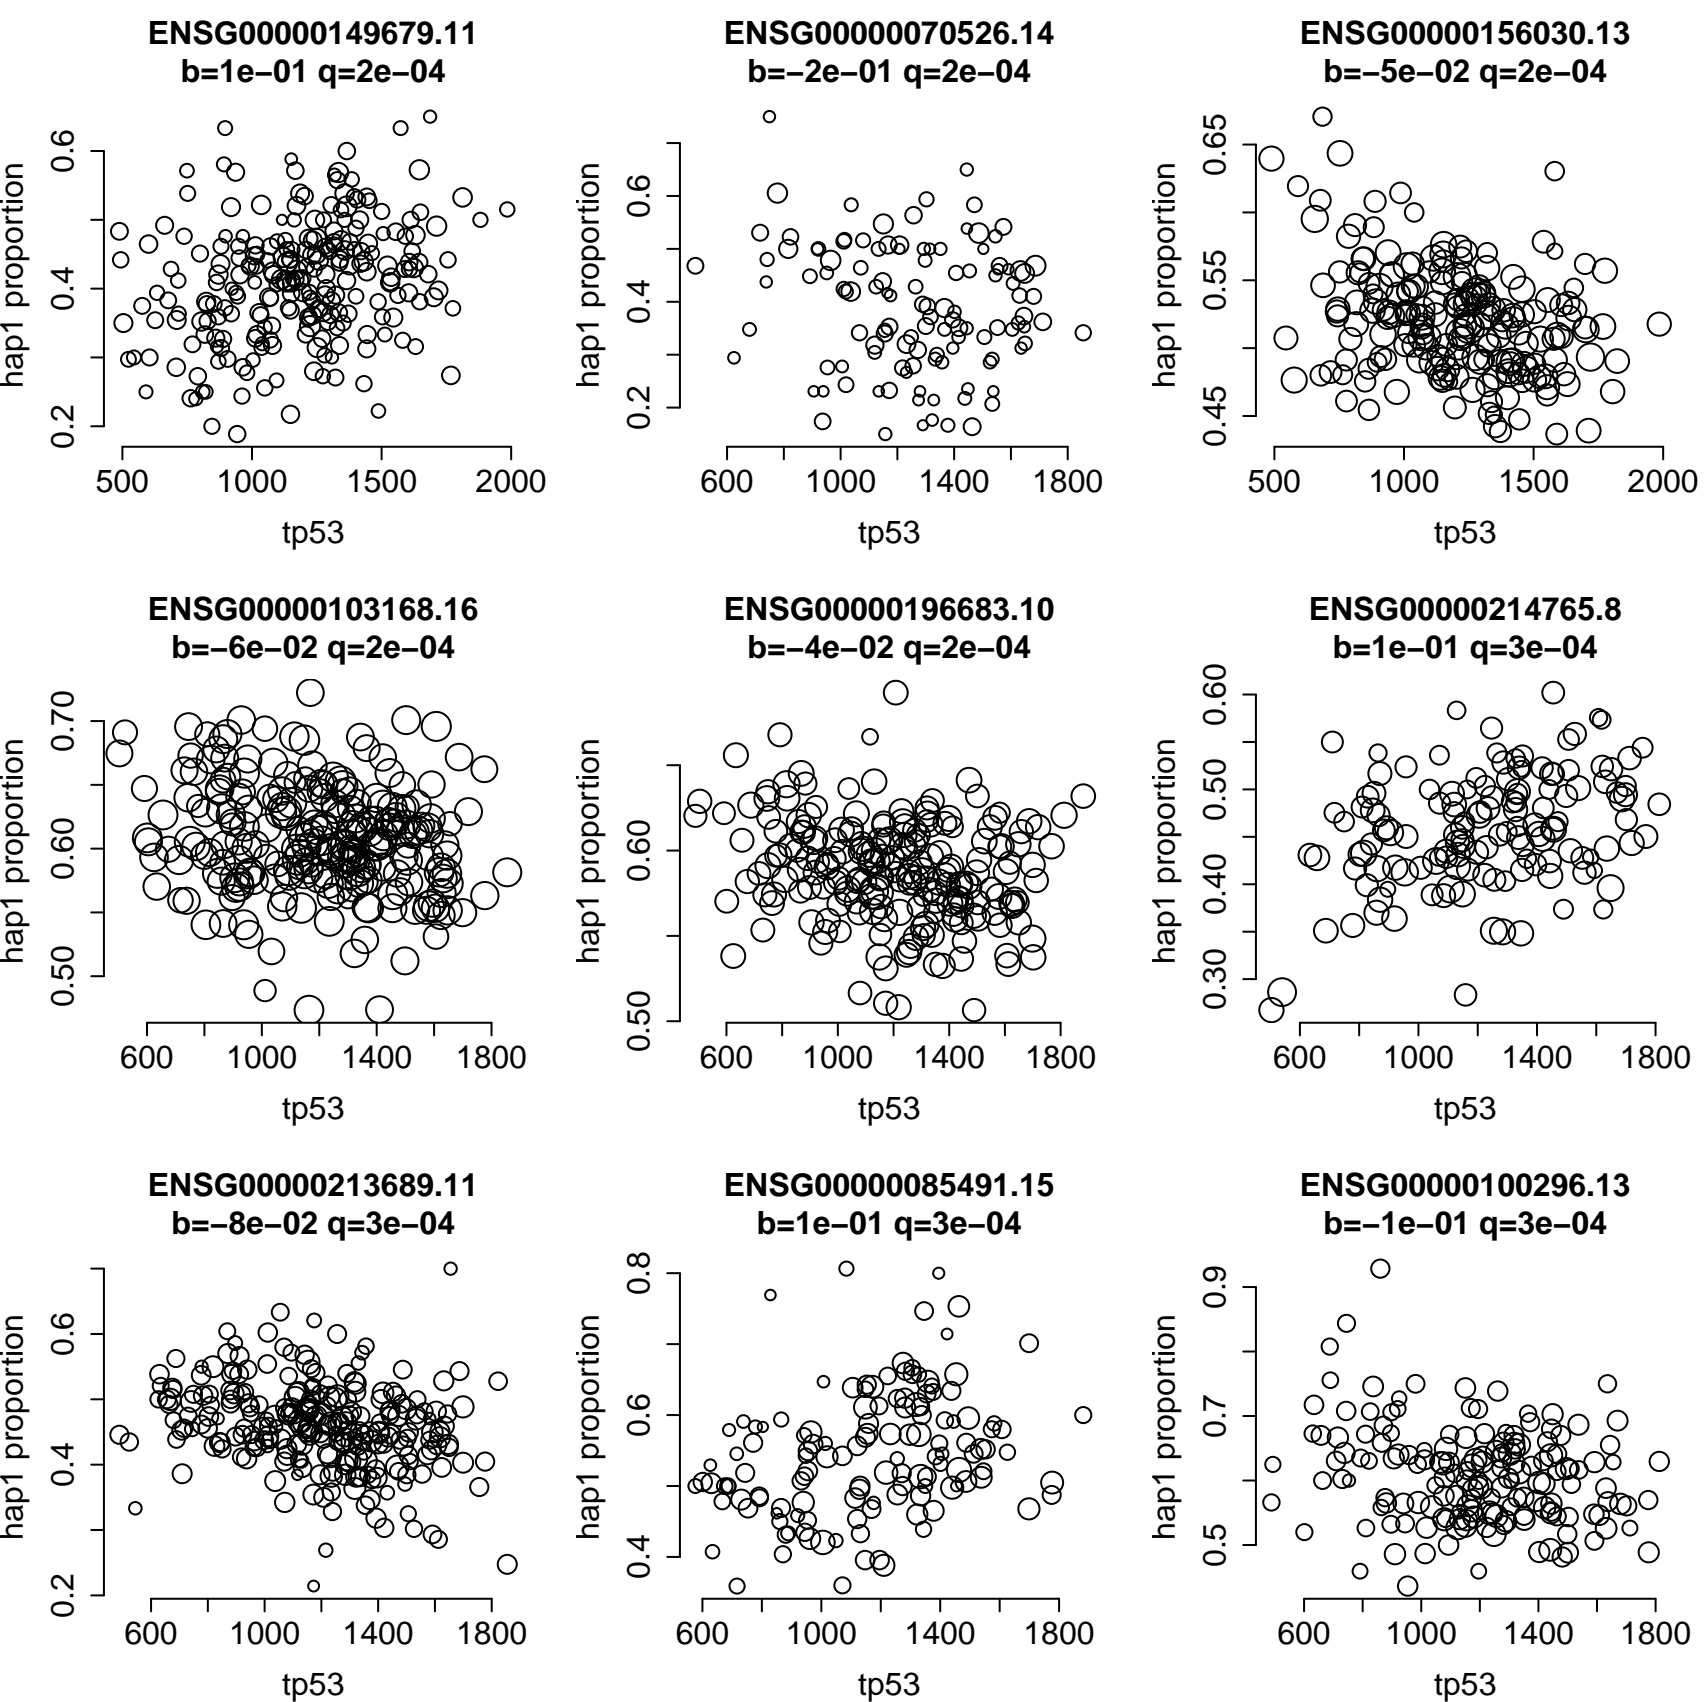 ENSG00000149679.11
b=1e−01 q=2e−04
hap1 proportion
0.2 0.4 0.6
500 1000 1500 2000
tp53
ENSG00000070526.14
b=−2e−01 q=2e−04
hap1 proportion
0.2 0.4 0.6
600 1000 1400 1800
tp53
ENSG00000156030.13
b=−5e−02 q=2e−04
hap1 proportion
0.45 0.55 0.65
500 1000 1500 2000
tp53
ENSG00000103168.16
b=−6e−02 q=2e−04
hap1 proportion
0.50 0.60 0.70
600 1000 1400 1800
tp53
ENSG00000196683.10
b=−4e−02 q=2e−04
hap1 proportion
0.50 0.60
600 1000 1400 1800
tp53
ENSG00000214765.8
b=1e−01 q=3e−04
hap1 proportion
0.30 0.40 0.50 0.60
600 1000 1400 1800
tp53
ENSG00000213689.11
b=−8e−02 q=3e−04
hap1 proportion
0.2 0.4 0.6
600 1000 1400 1800
tp53
ENSG00000085491.15
b=1e−01 q=3e−04
hap1 proportion
0.4 0.6 0.8
600 1000 1400 1800
tp53
ENSG00000100296.13
b=−1e−01 q=3e−04
hap1 proportion
0.5 0.7 0.9
600 1000 1400 1800
tp53